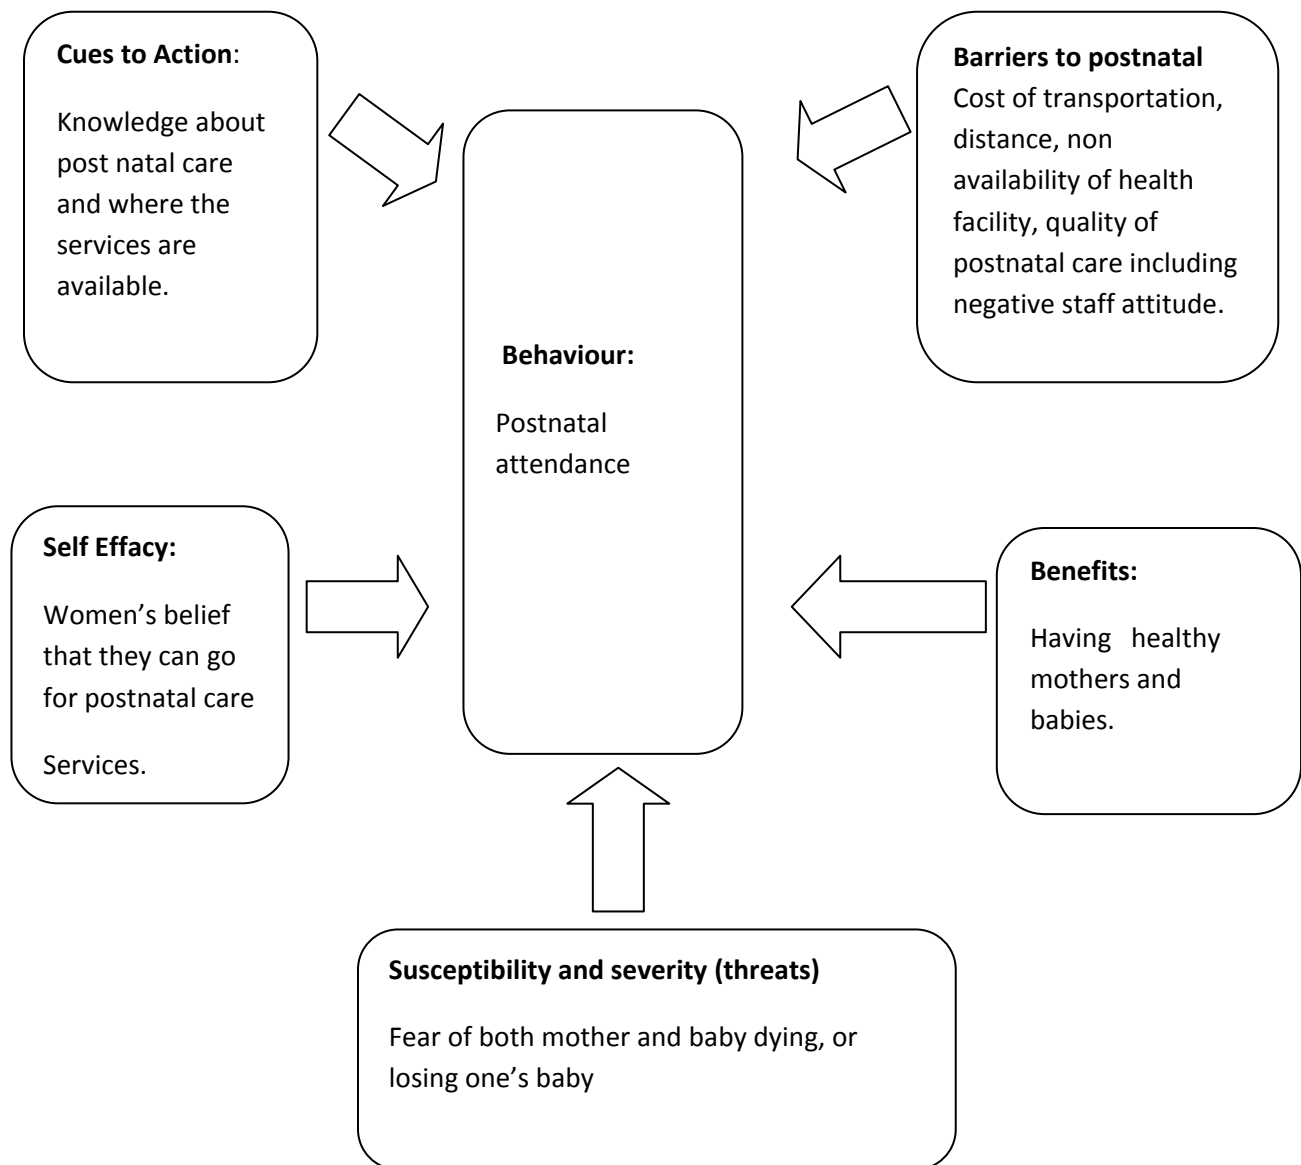 Cues to Action:
Knowledge about
post natal care
and where the
services are
available.
Barriers to postnatal
Cost of transportation,
distance, non
availability of health
facility, quality of
postnatal care including
negative staff attitude.
Behaviour:
Postnatal
attendance
Self Effacy:
Women’s belief
that they can go
for postnatal care
Services.
Benefits:
Having healthy
mothers and
babies.
Susceptibility and severity (threats)
Fear of both mother and baby dying, or
losing one’s baby